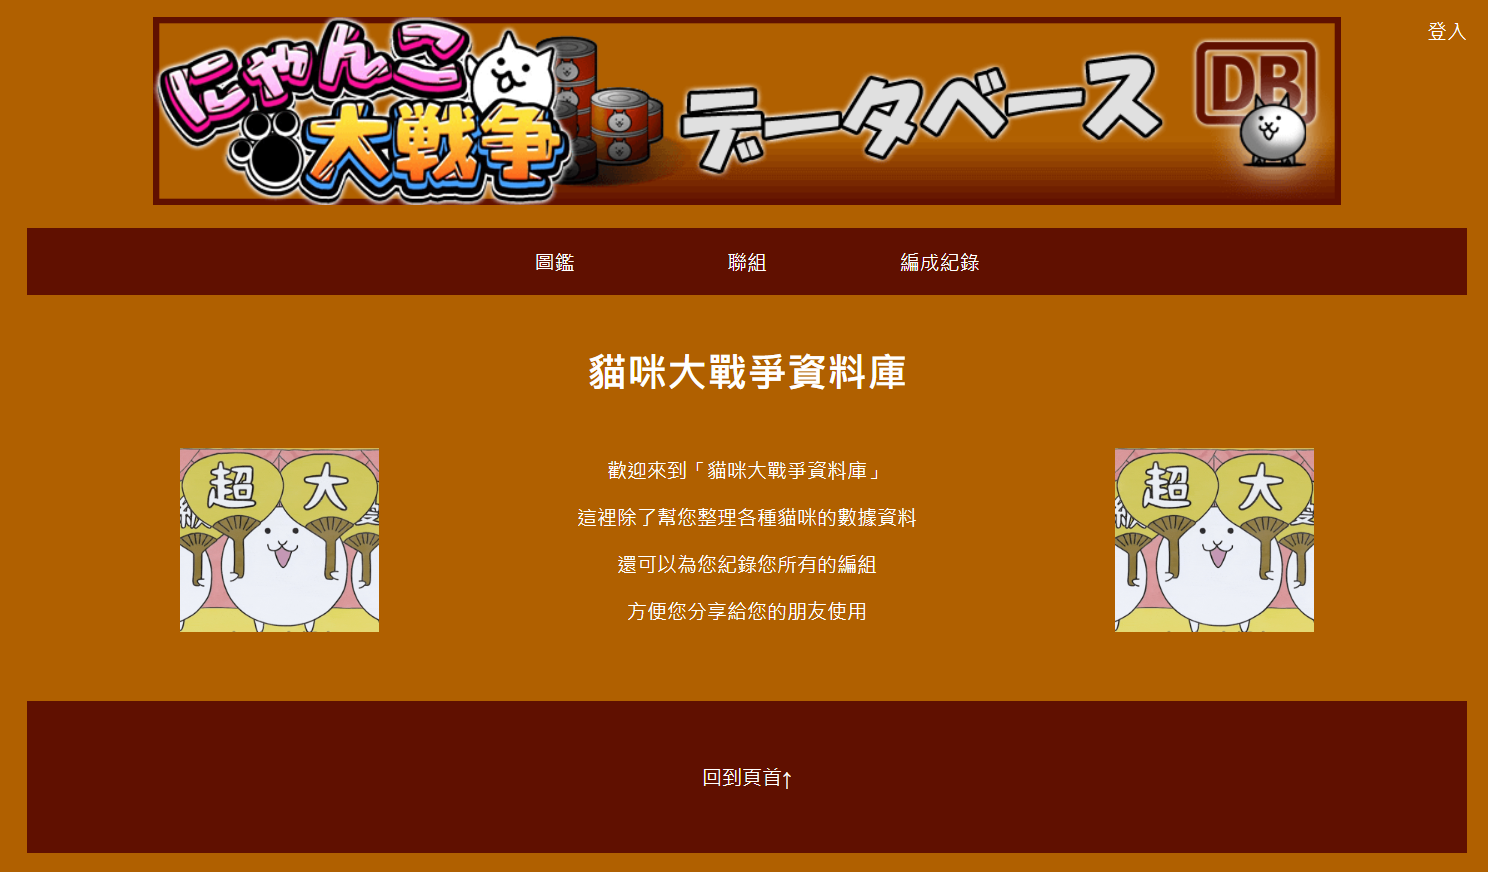 登入
にゃんこ
大戦争
データベース
DB
圖鑑
聯組
編成紀錄
貓咪大戰爭資料庫
超 大
歡迎來到「貓咪大戰爭資料庫」
這裡除了幫您整理各種貓咪的數據資料
還可以為您紀錄您所有的編組
方便您分享給您的朋友使用
超 大
回到頁首↑